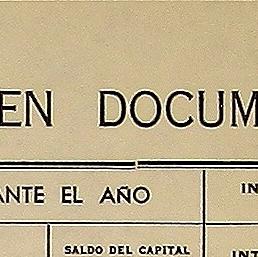 EN DOCUM
ANTE EL AÑO
IN
SALDO DEL CAPITAL
INT